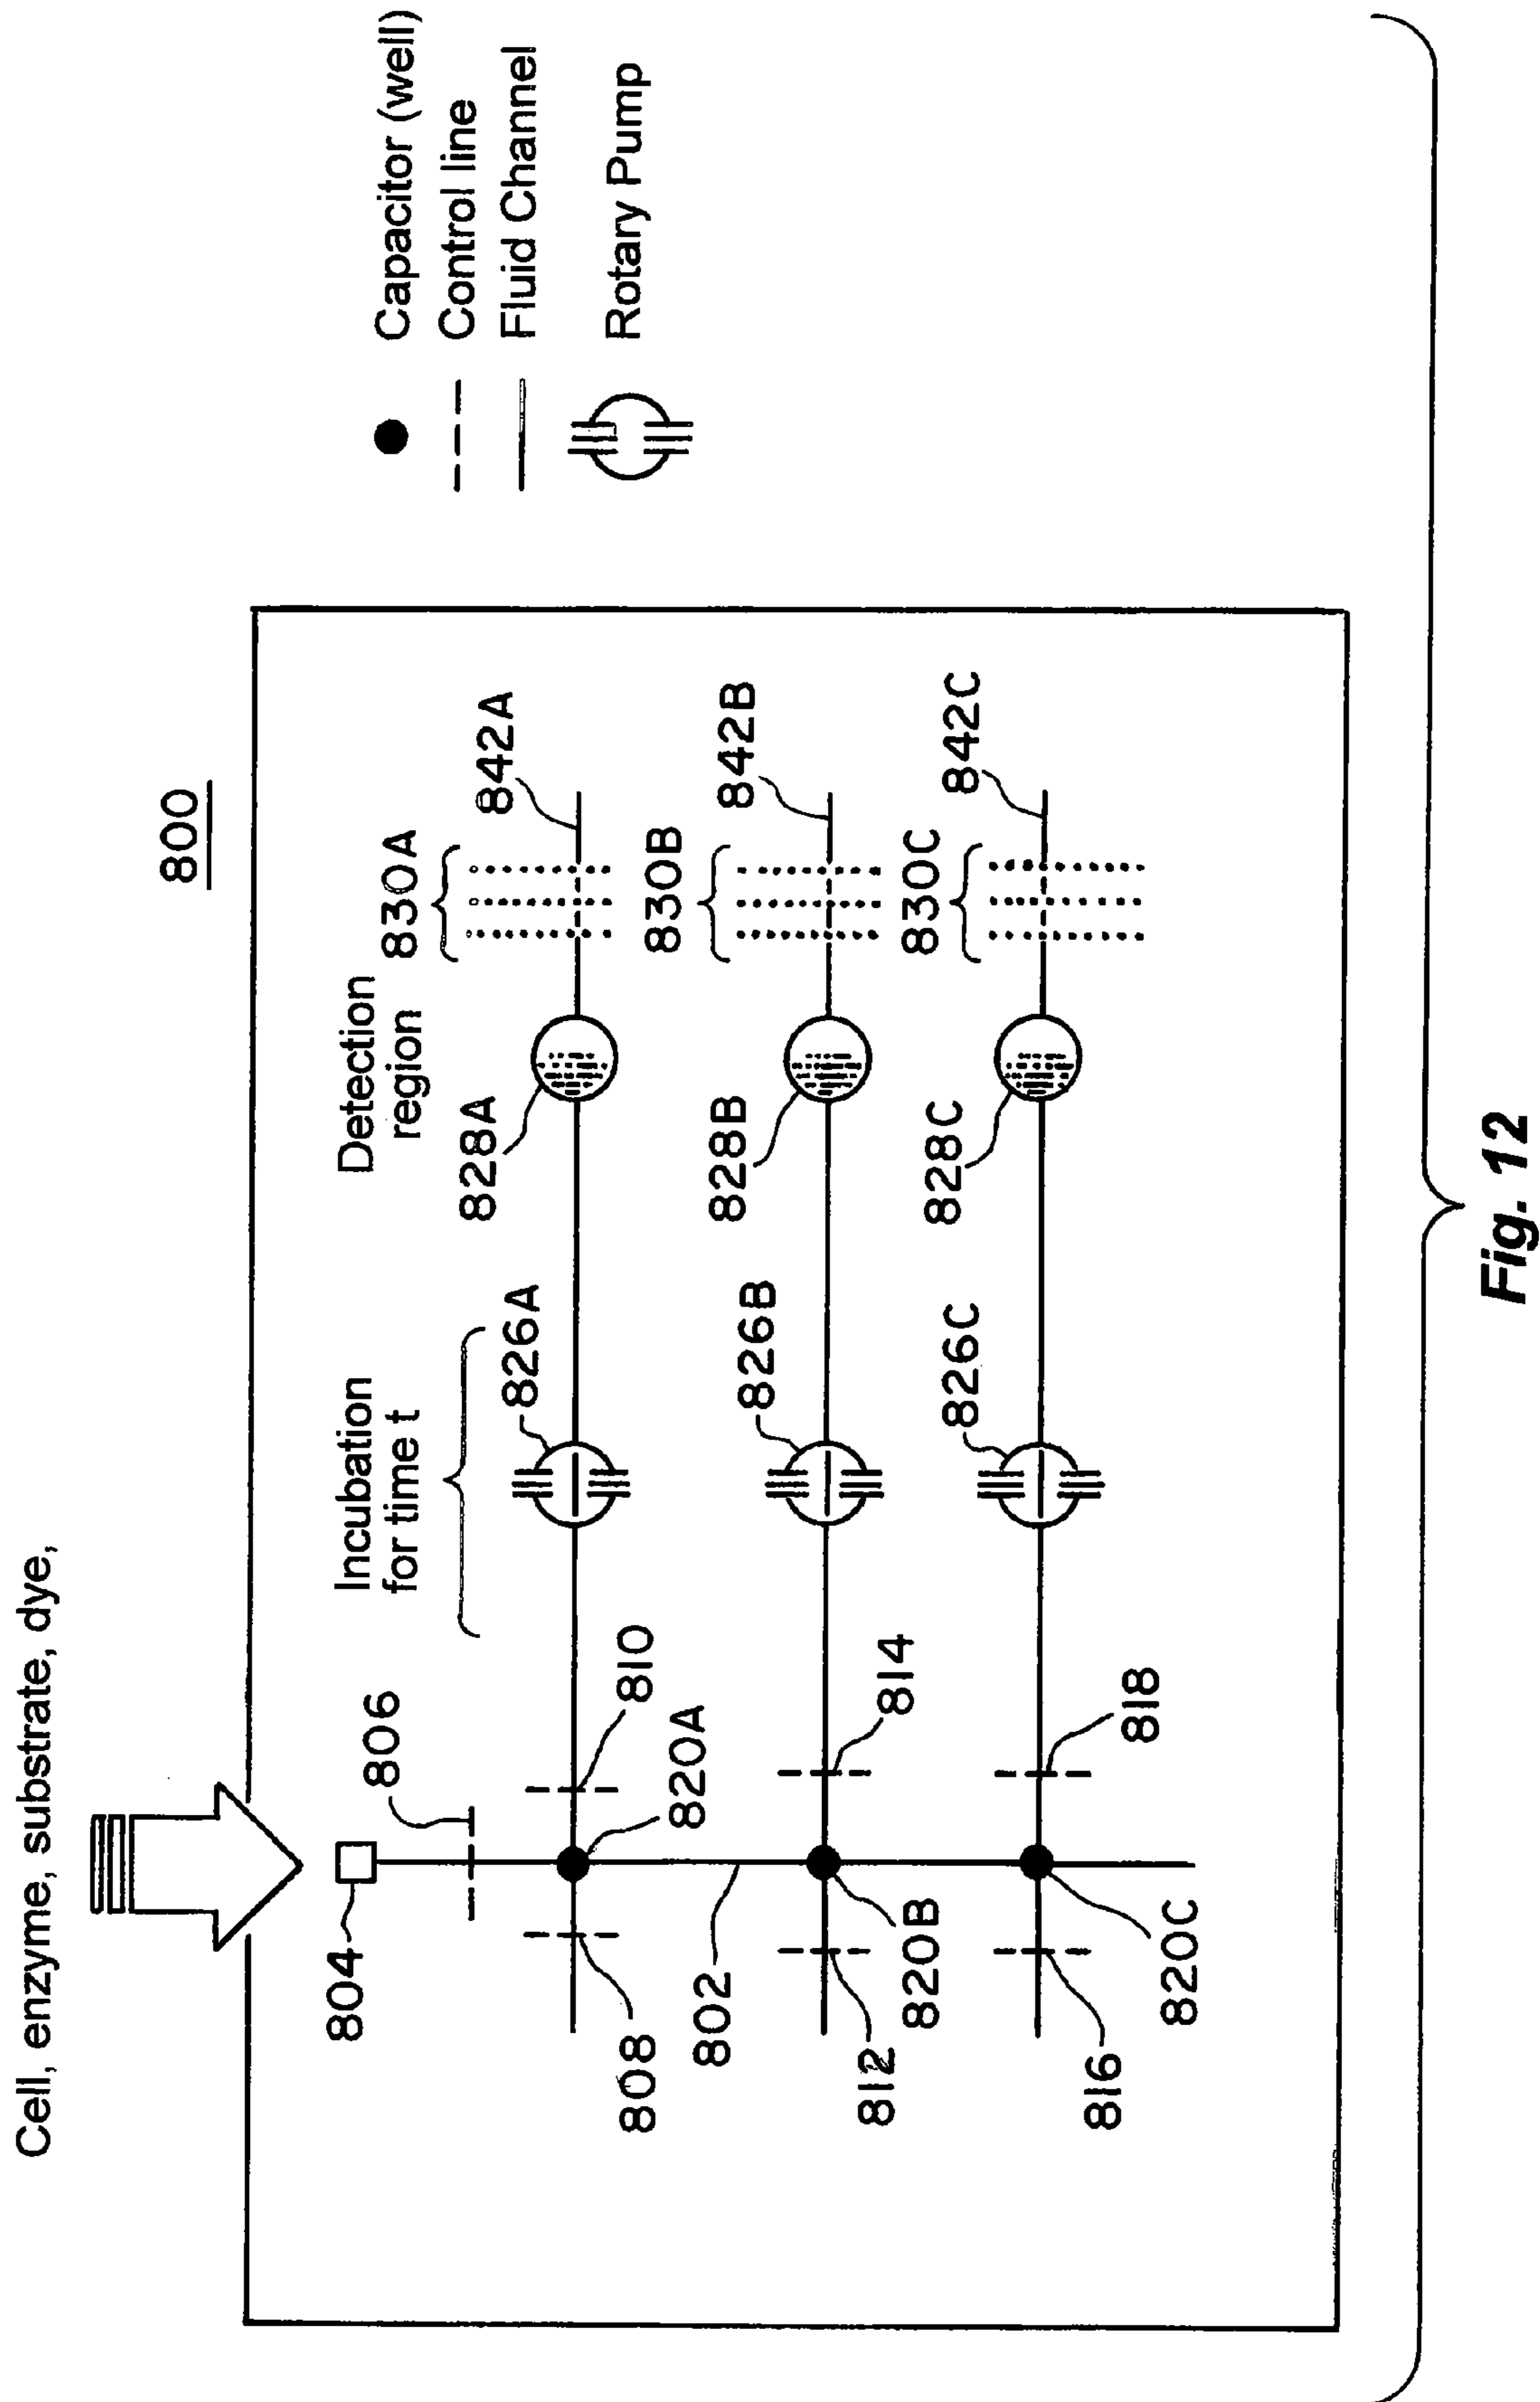 Cell, enzyme, substrate, dye,
800
Capacitor (well)
Control line
Fluid Channel
Rotary Pump
804
806
Incubation
for time t
Detection
region
830A
842A
808
810
820A
826A
828A
802
830B
842B
812
814
820B
826B
828B
830C
842C
816
818
820C
826C
828C
Fig. 12